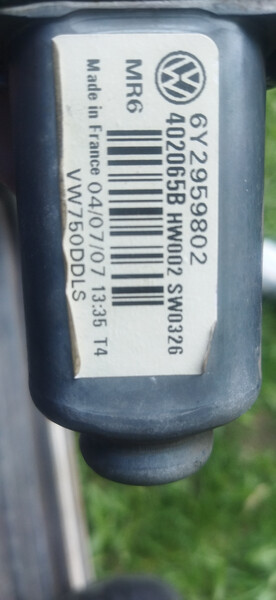 6Y2959802
402065B HW002 SW0326
MR6
Made in France 04/07/07 13:35 T4
VW750DDLS